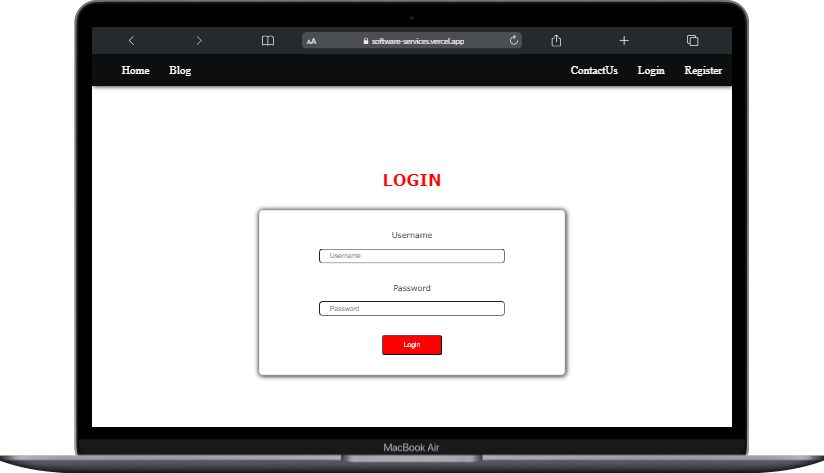 AA software-services.vercel.app
Home Blog ContactUs Login Register
LOGIN
Username
Username
Password
Password
Login
MacBook Air